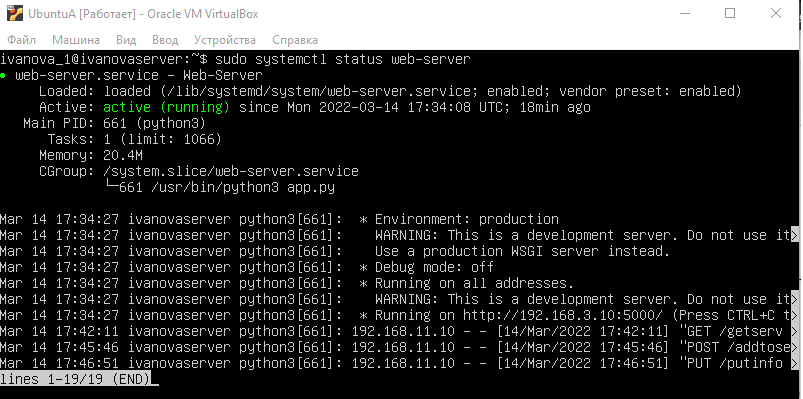 UbuntuA [Работает] - Oracle VM VirtualBox
Файл Машина Вид Ввод Устройства Справка
ivanova_1@ivanovaserver:~$ sudo systemctl status web-server
● web-server.service - Web-Server
Loaded: loaded (/lib/systemd/system/web-server.service; enabled; vendor preset: enabled)
Active: active (running) since Mon 2022-03-14 17:34:08 UTC; 18min ago
Main PID: 661 (python3)
Tasks: 1 (limit: 1066)
Memory: 20.4M
CGroup: /system.slice/web-server.service
└─661 /usr/bin/python3 app.py
Mar 14 17:34:27 ivanovaserver python3[661]:  * Environment: production
Mar 14 17:34:27 ivanovaserver python3[661]:    WARNING: This is a development server. Do not use it>
Mar 14 17:34:27 ivanovaserver python3[661]:    Use a production WSGI server instead.
Mar 14 17:34:27 ivanovaserver python3[661]:  * Debug mode: off
Mar 14 17:34:27 ivanovaserver python3[661]:  * Running on all addresses.
Mar 14 17:34:27 ivanovaserver python3[661]:    WARNING: This is a development server. Do not use it>
Mar 14 17:34:27 ivanovaserver python3[661]:  * Running on http://192.168.3.10:5000/ (Press CTRL+C t>
Mar 14 17:42:11 ivanovaserver python3[661]: 192.168.11.10 - - [14/Mar/2022 17:42:11] "GET /getserv >
Mar 14 17:45:46 ivanovaserver python3[661]: 192.168.11.10 - - [14/Mar/2022 17:45:46] "POST /addtose>
Mar 14 17:46:51 ivanovaserver python3[661]: 192.168.11.10 - - [14/Mar/2022 17:46:51] "PUT /putinfo >
lines 1-19/19 (END)